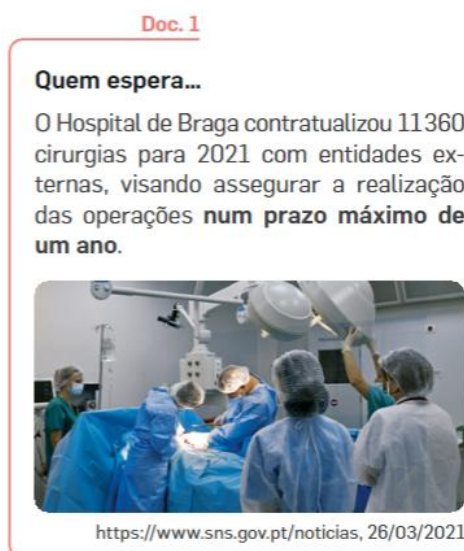 Doc. 1
Quem espera...
O Hospital de Braga contratualizou 11360
cirurgias para 2021 com entidades ex-
ternas, visando assegurar a realização
das operações num prazo máximo de
um ano.
https://www.sns.gov.pt/noticias, 26/03/2021